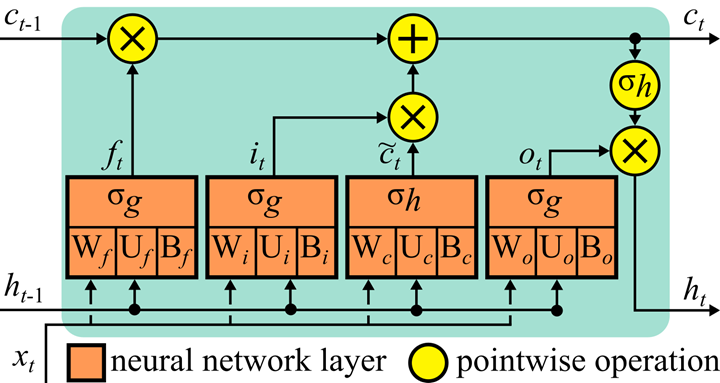 c_{t-1} c_t
× + σ_h
×
×
f_t i_t c̃_t o_t
σ_g σ_g σ_h σ_g
W_f U_f B_f W_i U_i B_i W_c U_c B_c W_o U_o B_o
h_{t-1} h_t
x_t
neural network layer pointwise operation